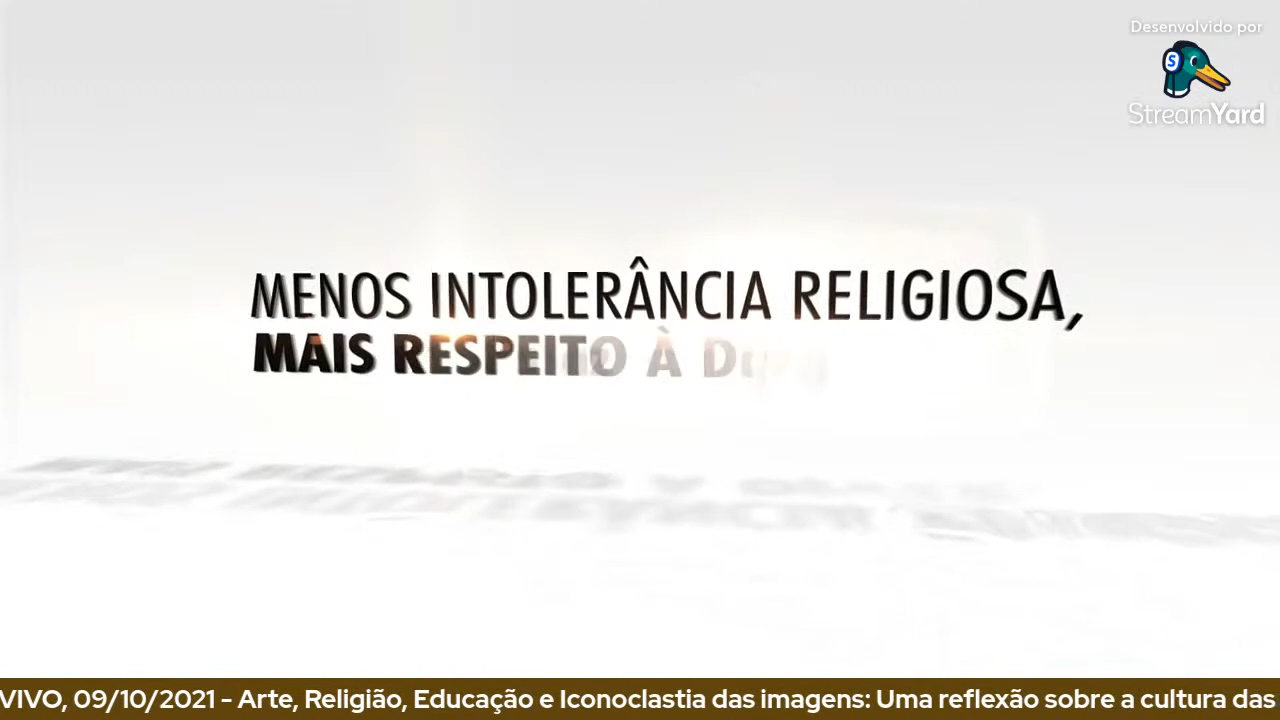 Desenvolvido por
StreamYard
MENOS INTOLERÂNCIA RELIGIOSA,
MAIS RESPEITO À
VIVO, 09/10/2021 - Arte, Religião, Educação e Iconoclastia das imagens: Uma reflexão sobre a cultura das